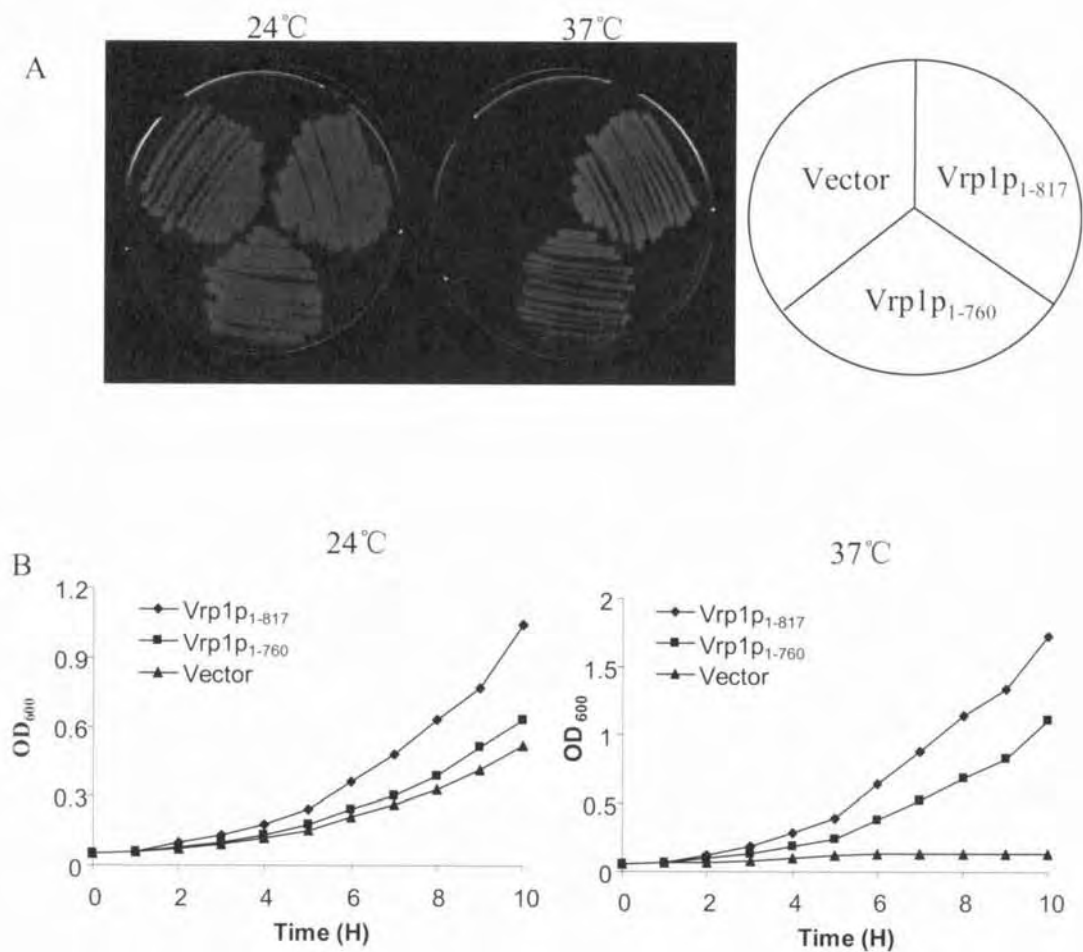 24℃ 37℃
A
Vector Vrp1p1-817
Vrp1p1-760
B
24℃
1.2
0.9
0.6
0.3
0
OD600
Vrp1p1-817
Vrp1p1-760
Vector
0 2 4 6 8 10
Time (H)
37℃
2
1.5
1
0.5
0
OD600
Vrp1p1-817
Vrp1p1-760
Vector
0 2 4 6 8 10
Time (H)